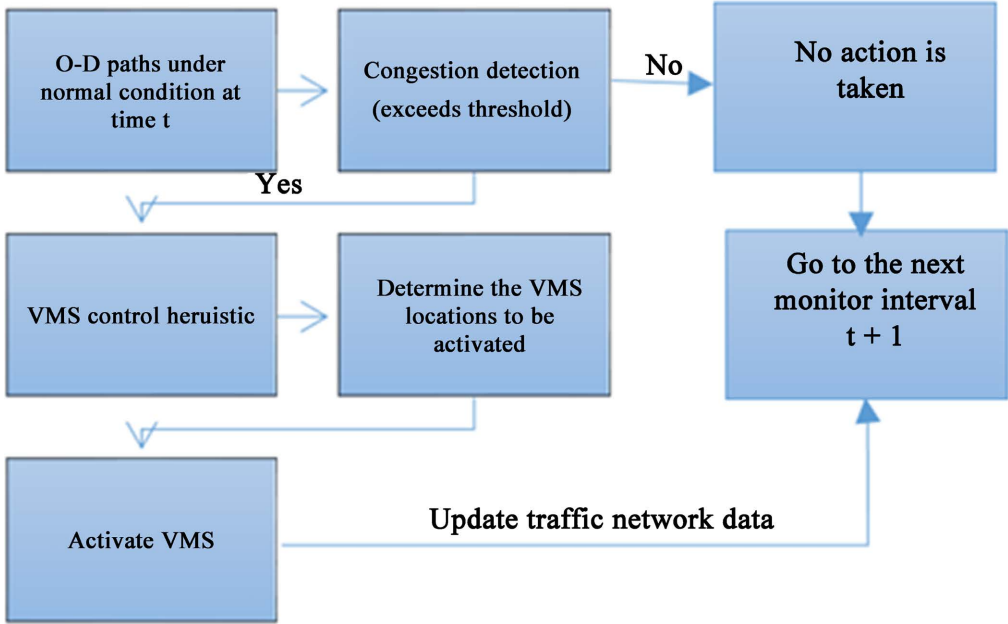 O-D paths under
normal condition at
time t
Congestion detection
(exceeds threshold)
No
No action is
taken
Yes
VMS control heruistic
Determine the VMS
locations to be
activated
Go to the next
monitor interval
t + 1
Activate VMS
Update traffic network data